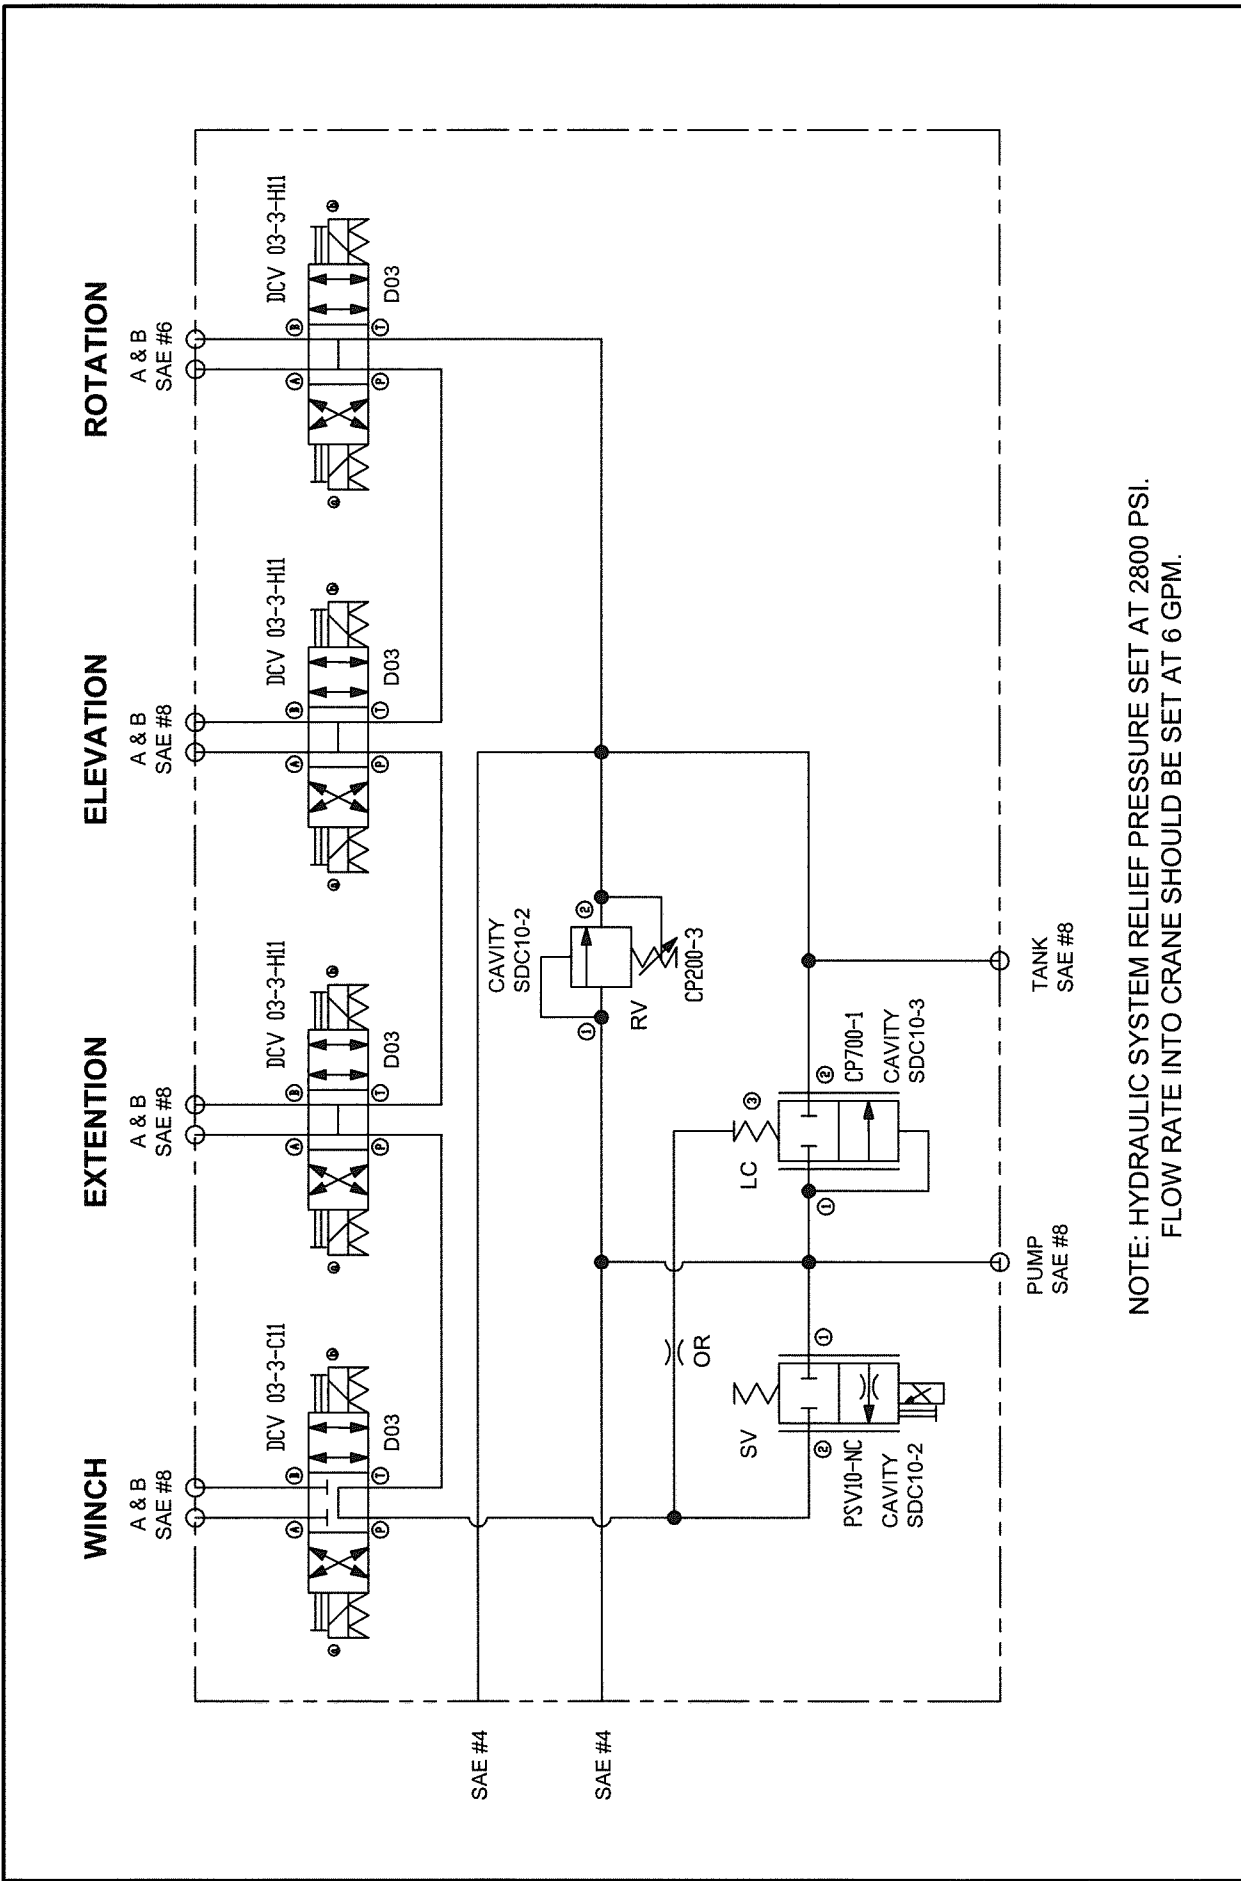 WINCH
A & B
SAE #8
DCV 03-3-C11
A
B
a
b
P
T
D03
EXTENTION
A & B
SAE #8
DCV 03-3-H11
A
B
a
b
P
T
D03
ELEVATION
A & B
SAE #8
DCV 03-3-H11
A
B
a
b
P
T
D03
ROTATION
A & B
SAE #6
DCV 03-3-H11
A
B
a
b
P
T
D03
SAE #4
SAE #4
CAVITY
SDC10-2
1
2
RV
CP200-3
OR
SV
1
2
PSV10-NC
CAVITY
SDC10-2
LC
3
1
2
CP700-1
CAVITY
SDC10-3
PUMP
SAE #8
TANK
SAE #8
NOTE: HYDRAULIC SYSTEM RELIEF PRESSURE SET AT 2800 PSI.
FLOW RATE INTO CRANE SHOULD BE SET AT 6 GPM.